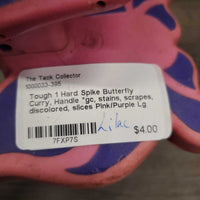 The Tack Collector
1000033-395
Tough 1 Hard Spike Butterfly
Curry, Handle *gc, stains, scrapes,
discolored, slices Pink/Purple Lg
Lilac
$4.00
7FXP7S